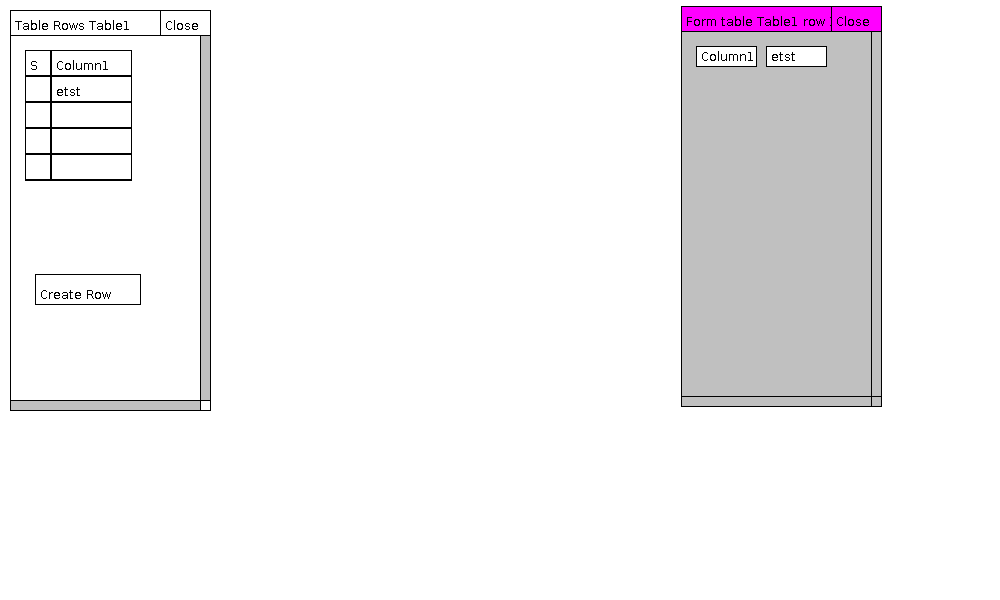 Table Rows Table1 Close
S Column1
etst
Create Row
Form table Table1 row Close
Column1 etst